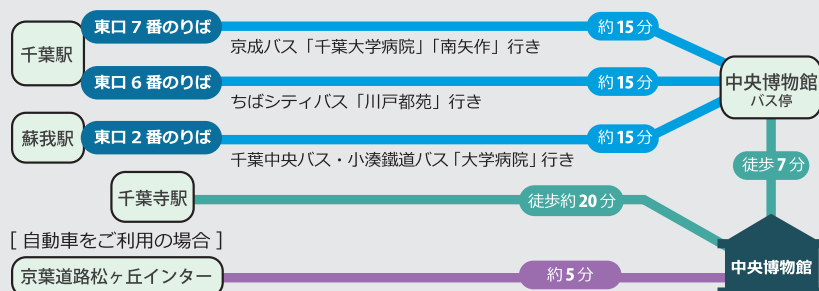 千葉駅
東口7番のりば
約15分
京成バス「千葉大学病院」「南矢作」行き
東口6番のりば
約15分
ちばシティバス「川戸都苑」行き
中央博物館
バス停
蘇我駅
東口2番のりば
約15分
千葉中央バス・小湊鐵道バス「大学病院」行き
徒歩7分
千葉寺駅
徒歩約20分
[ 自動車をご利用の場合 ]
京葉道路松ヶ丘インター
約5分
中央博物館